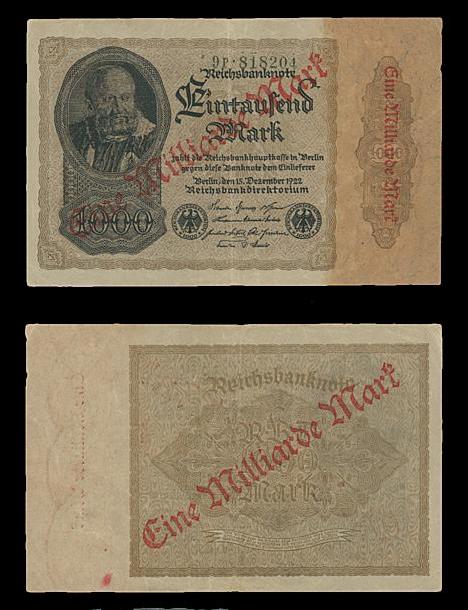 9P·818204
Reichsbanknote
Eintausend
Mark
zahlt die Reichsbankhauptkasse in Berlin
gegen diese Banknote dem Einlieferer
Berlin, den 15. Dezember 1922
Reichsbankdirektorium
1000
Eine Milliarde Mark
Eine Milliarde Mark
Reichsbanknote
Mark
Eine Milliarde Mark